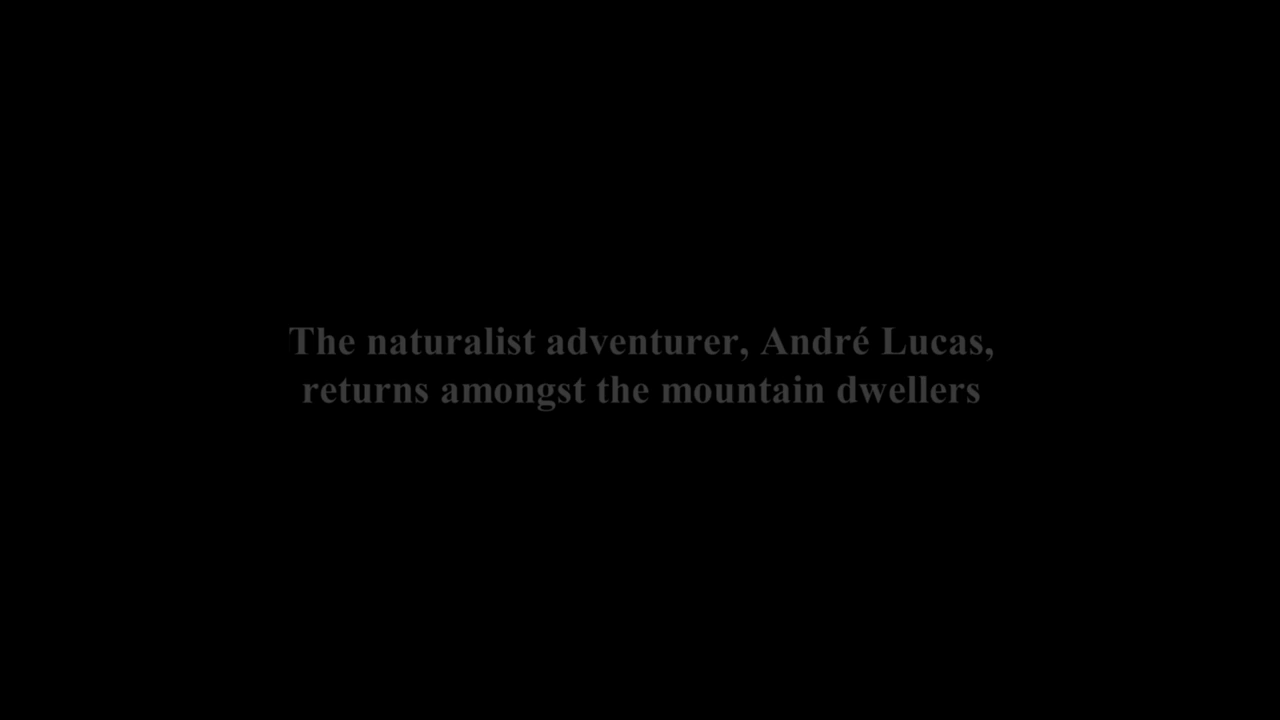 The naturalist adventurer, André Lucas,
returns amongst the mountain dwellers